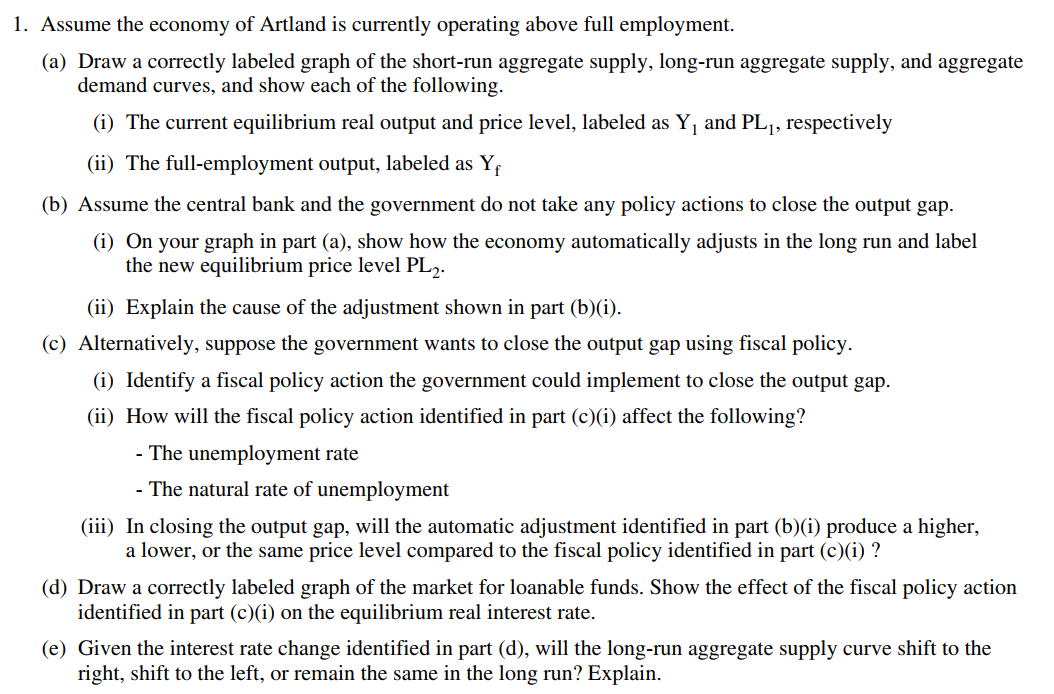 1. Assume the economy of Artland is currently operating above full employment.
(a) Draw a correctly labeled graph of the short-run aggregate supply, long-run aggregate supply, and aggregate
demand curves, and show each of the following.
(i) The current equilibrium real output and price level, labeled as Y₁ and PL₁, respectively
(ii) The full-employment output, labeled as Yf
(b) Assume the central bank and the government do not take any policy actions to close the output gap.
(i) On your graph in part (a), show how the economy automatically adjusts in the long run and label
the new equilibrium price level PL₂.
(ii) Explain the cause of the adjustment shown in part (b)(i).
(c) Alternatively, suppose the government wants to close the output gap using fiscal policy.
(i) Identify a fiscal policy action the government could implement to close the output gap.
(ii) How will the fiscal policy action identified in part (c)(i) affect the following?
- The unemployment rate
- The natural rate of unemployment
(iii) In closing the output gap, will the automatic adjustment identified in part (b)(i) produce a higher,
a lower, or the same price level compared to the fiscal policy identified in part (c)(i) ?
(d) Draw a correctly labeled graph of the market for loanable funds. Show the effect of the fiscal policy action
identified in part (c)(i) on the equilibrium real interest rate.
(e) Given the interest rate change identified in part (d), will the long-run aggregate supply curve shift to the
right, shift to the left, or remain the same in the long run? Explain.